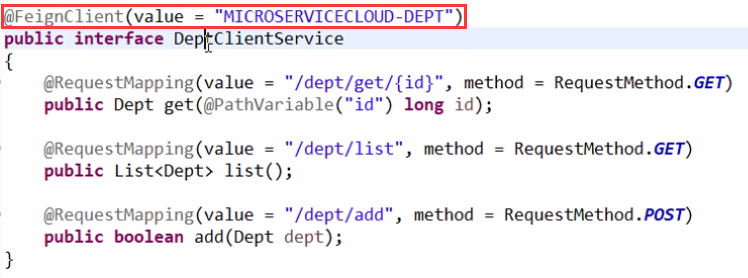 @FeignClient(value = "MICROSERVICECLOUD-DEPT")
public interface DeptClientService
{
@RequestMapping(value = "/dept/get/{id}", method = RequestMethod.GET)
public Dept get(@PathVariable("id") long id);
@RequestMapping(value = "/dept/list", method = RequestMethod.GET)
public List<Dept> list();
@RequestMapping(value = "/dept/add", method = RequestMethod.POST)
public boolean add(Dept dept);
}